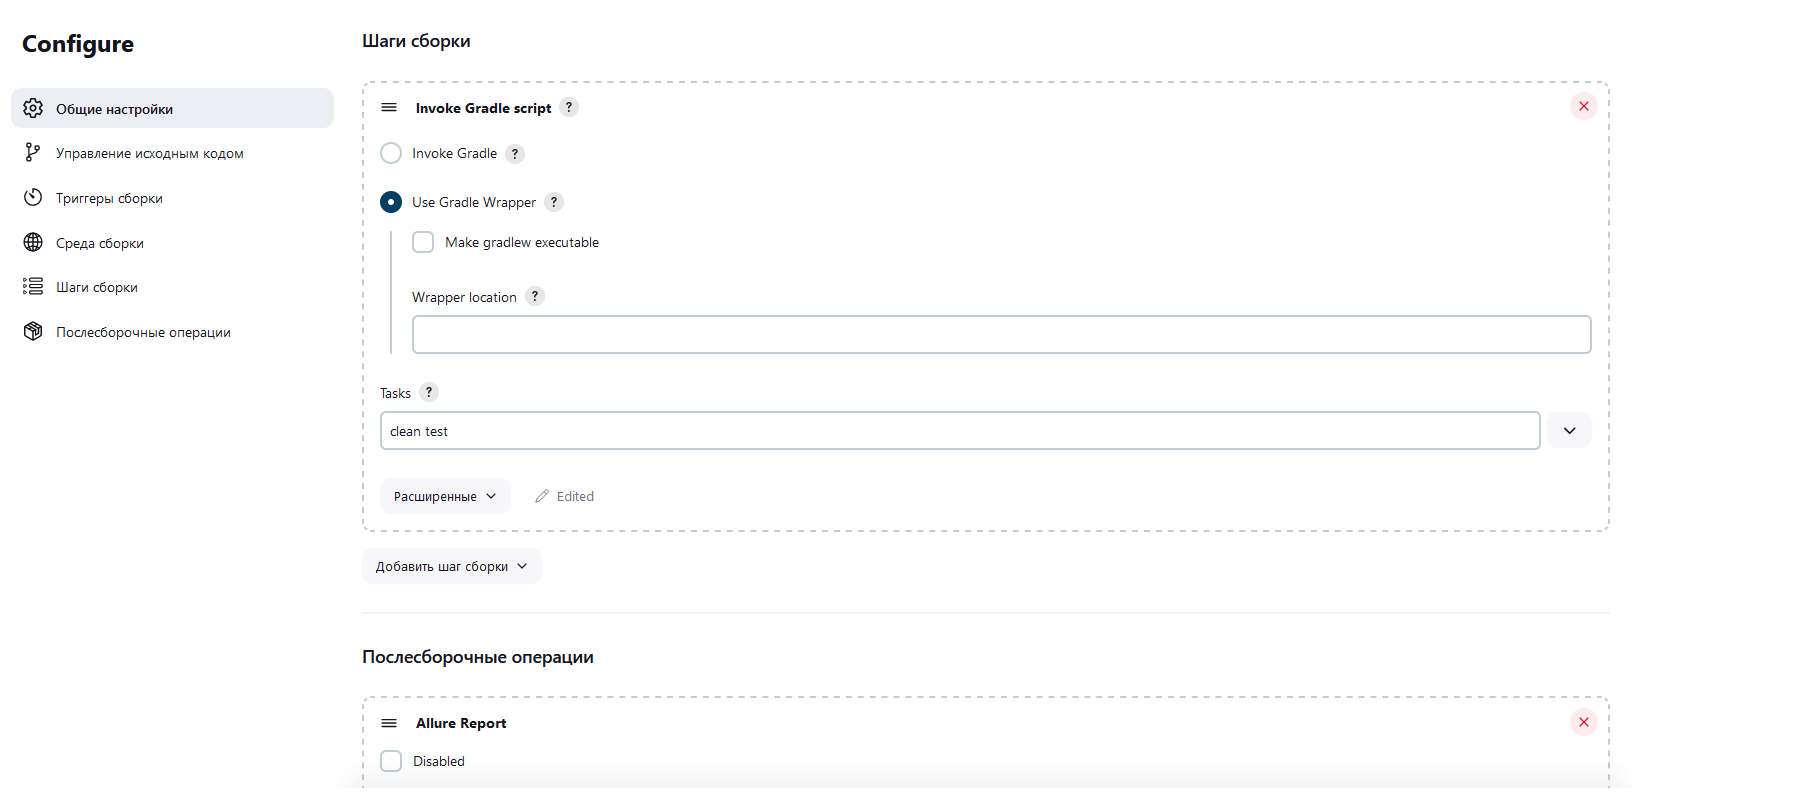 Configure
Общие настройки
Управление исходным кодом
Триггеры сборки
Среда сборки
Шаги сборки
Послесборочные операции
Шаги сборки
Invoke Gradle script ?
Invoke Gradle ?
Use Gradle Wrapper ?
Make gradlew executable
Wrapper location ?
Tasks ?
clean test
Расширенные
Edited
Добавить шаг сборки
Послесборочные операции
Allure Report
Disabled